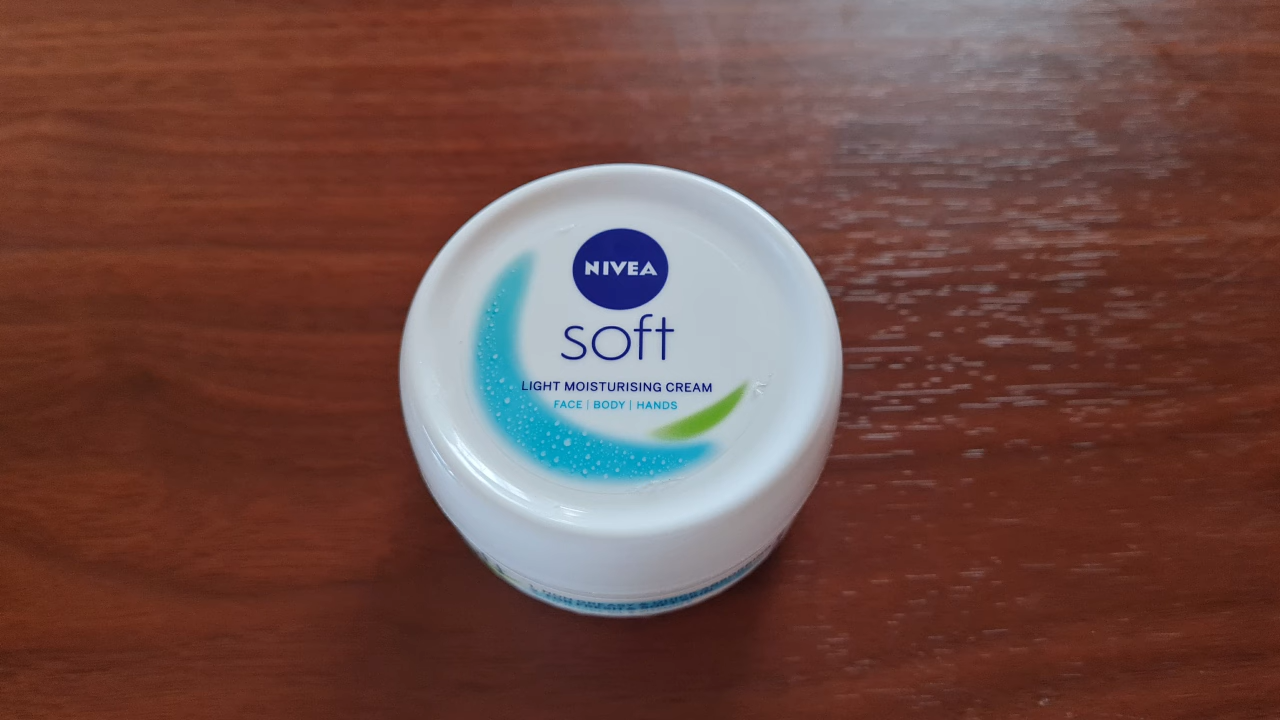 NIVEA
soft
LIGHT MOISTURISING CREAM
FACE | BODY | HANDS